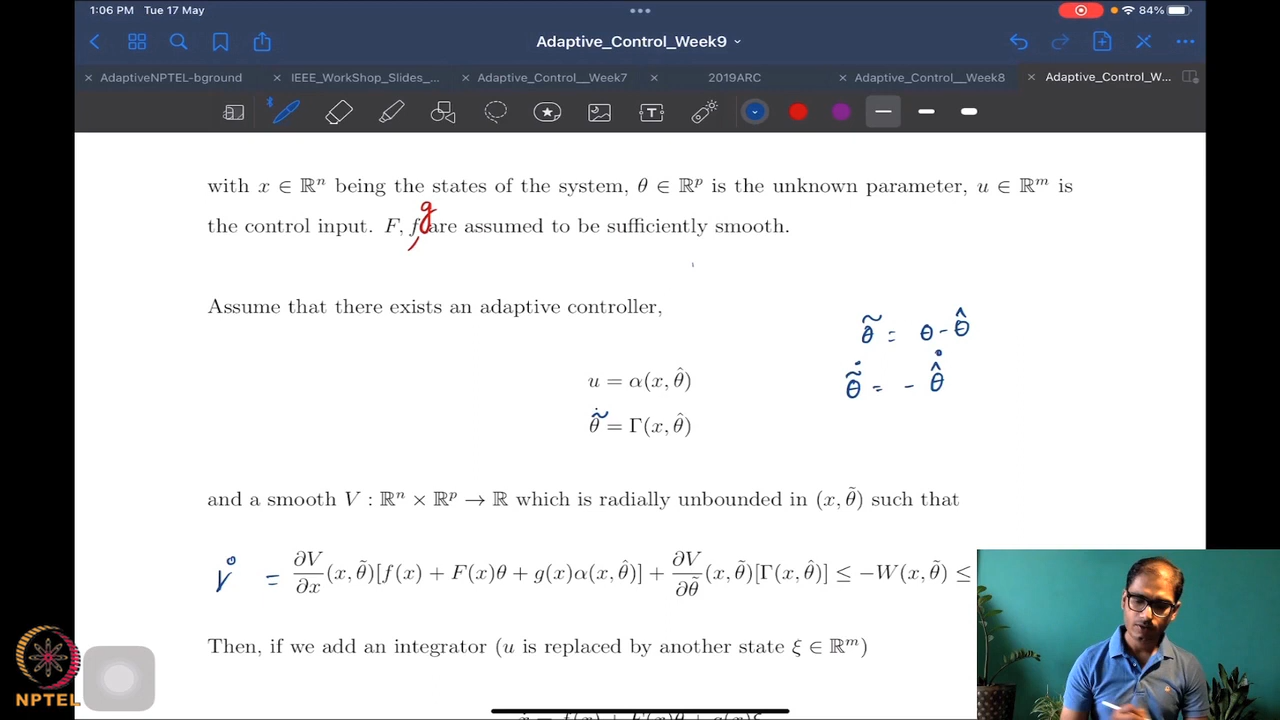 1:06 PM Tue 17 May
84%
Adaptive_Control_Week9
AdaptiveNPTEL-bground
IEEE_WorkShop_Slides_...
Adaptive_Control__Week7
2019ARC
Adaptive_Control__Week8
Adaptive_Control_W...
with x ∈ ℝⁿ being the states of the system, θ ∈ ℝᵖ is the unknown parameter, u ∈ ℝᵐ is
the control input. F, f, g are assumed to be sufficiently smooth.
Assume that there exists an adaptive controller,
θ̃ = θ - θ̂
u = α(x, θ̂)
θ̃̇ = - θ̂̇
θ̃̇ = Γ(x, θ̂)
and a smooth V : ℝⁿ × ℝᵖ → ℝ which is radially unbounded in (x, θ̃) such that
V̇ = ∂V/∂x (x, θ̃)[f(x) + F(x)θ + g(x)α(x, θ̂)] + ∂V/∂θ̃ (x, θ̃)[Γ(x, θ̂)] ≤ −W(x, θ̃) ≤
Then, if we add an integrator (u is replaced by another state ξ ∈ ℝᵐ)
ẋ = f(x) + F(x)θ + g(x)ξ
NPTEL